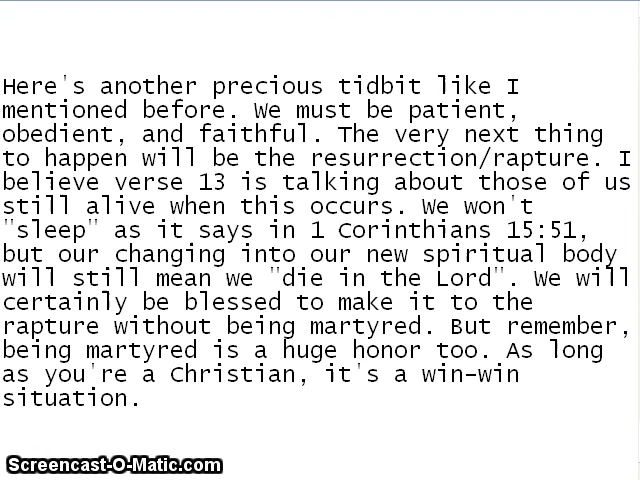 Here's another precious tidbit like I
mentioned before. We must be patient,
obedient, and faithful. The very next thing
to happen will be the resurrection/rapture. I
believe verse 13 is talking about those of us
still alive when this occurs. We won't
"sleep" as it says in 1 Corinthians 15:51,
but our changing into our new spiritual body
will still mean we "die in the Lord". We will
certainly be blessed to make it to the
rapture without being martyred. But remember,
being martyred is a huge honor too. As long
as you're a Christian, it's a win-win
situation.
Screencast-O-Matic.com